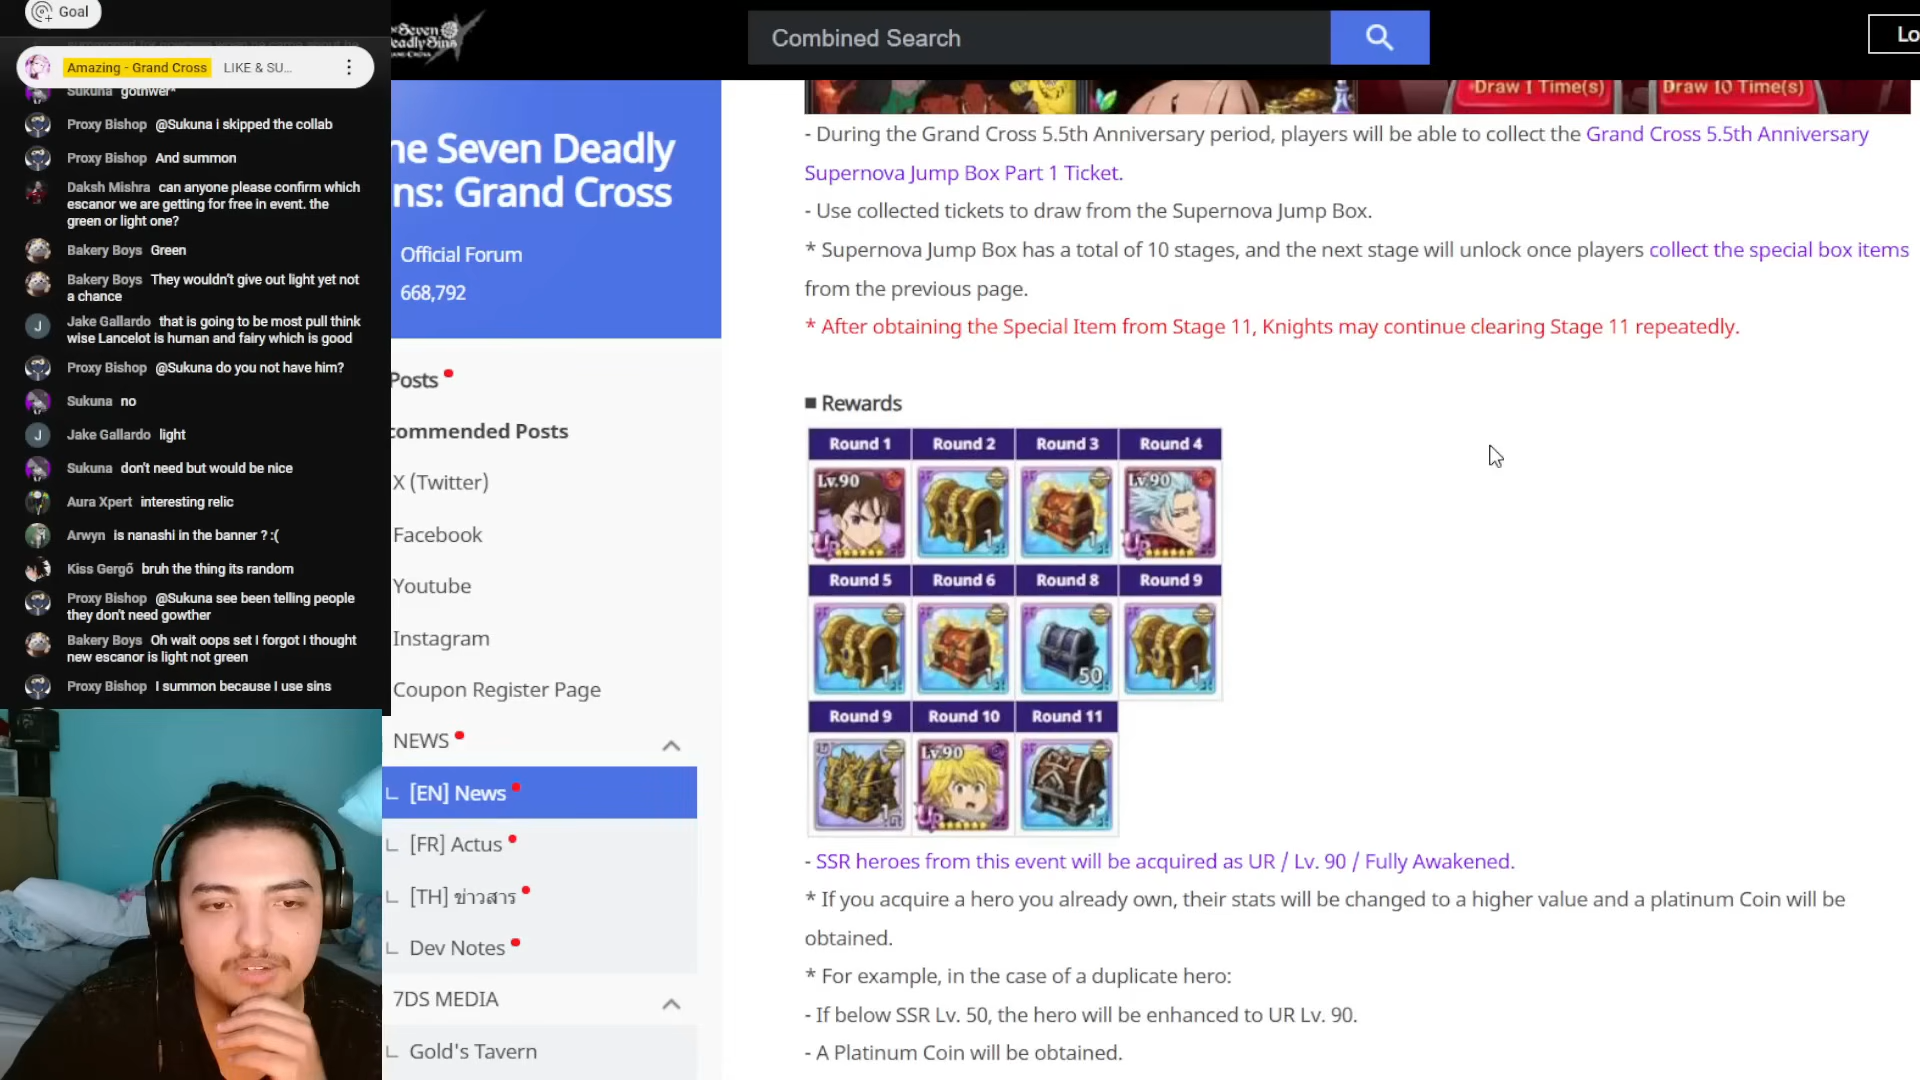 Goal
Amazing - Grand Cross LIKE & SU...
Sukuna gothwer*
Proxy Bishop @Sukuna i skipped the collab
Proxy Bishop And summon
Daksh Mishra can anyone please confirm which
escanor we are getting for free in event. the
green or light one?
Bakery Boys Green
Bakery Boys They wouldn't give out light yet not
a chance
Jake Gallardo that is going to be most pull think
wise Lancelot is human and fairy which is good
Proxy Bishop @Sukuna do you not have him?
Sukuna no
Jake Gallardo light
Sukuna don't need but would be nice
Aura Xpert interesting relic
Arwyn is nanashi in the banner ? :(
Kiss Gergő bruh the thing its random
Proxy Bishop @Sukuna see been telling people
they don't need gowther
Bakery Boys Oh wait oops set I forgot I thought
new escanor is light not green
Proxy Bishop I summon because I use sins
Seven
eadly Sins
Combined Search
Lo
he Seven Deadly
ns: Grand Cross
Official Forum
668,792
Posts
commended Posts
X (Twitter)
Facebook
Youtube
Instagram
Coupon Register Page
NEWS
[EN] News
[FR] Actus
[TH] ข่าวสาร
Dev Notes
7DS MEDIA
Gold's Tavern
Draw 1 Time(s) Draw 10 Time(s)
- During the Grand Cross 5.5th Anniversary period, players will be able to collect the Grand Cross 5.5th Anniversary
Supernova Jump Box Part 1 Ticket.
- Use collected tickets to draw from the Supernova Jump Box.
* Supernova Jump Box has a total of 10 stages, and the next stage will unlock once players collect the special box items
from the previous page.
* After obtaining the Special Item from Stage 11, Knights may continue clearing Stage 11 repeatedly.
■ Rewards
Round 1 Round 2 Round 3 Round 4
Lv.90 1 1 Lv.90
UR UR
Round 5 Round 6 Round 8 Round 9
1 1 50 1
Round 9 Round 10 Round 11
1 Lv.90 1
UR
- SSR heroes from this event will be acquired as UR / Lv. 90 / Fully Awakened.
* If you acquire a hero you already own, their stats will be changed to a higher value and a platinum Coin will be
obtained.
* For example, in the case of a duplicate hero:
- If below SSR Lv. 50, the hero will be enhanced to UR Lv. 90.
- A Platinum Coin will be obtained.